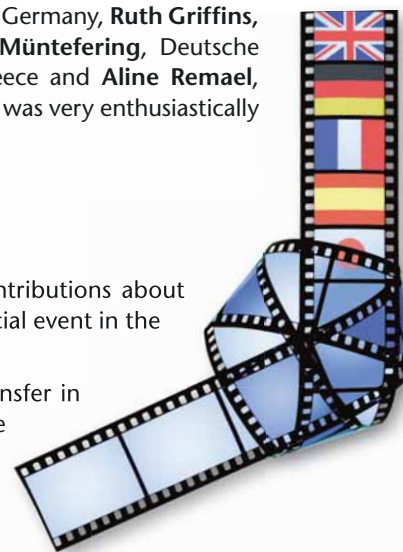 Germany, Ruth Griffins,
Müntefering, Deutsche
eece and Aline Remael,
was very enthusiastically
ntributions about
cial event in the
nsfer in
e